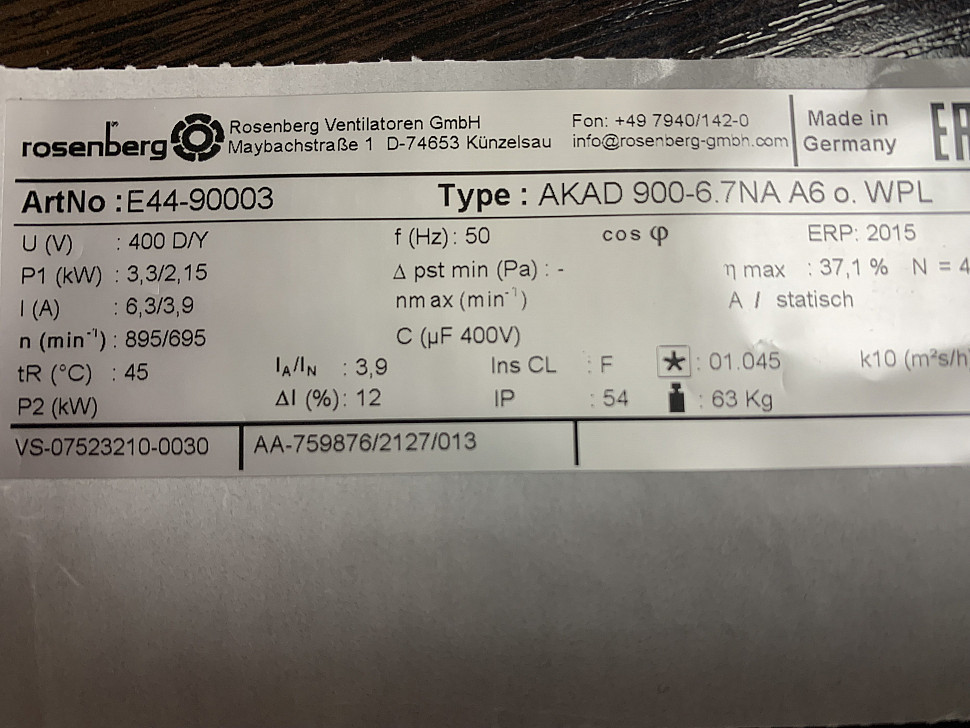 rosenberg Rosenberg Ventilatoren GmbH Fon: +49 7940/142-0 Made in
Maybachstraße 1 D-74653 Künzelsau info@rosenberg-gmbh.com Germany
ArtNo : E44-90003 Type : AKAD 900-6.7NA A6 o. WPL
U (V) : 400 D/Y f (Hz) : 50 cos φ ERP: 2015
P1 (kW) : 3,3/2,15 Δ pst min (Pa) : - η max : 37,1 % N = 4
I (A) : 6,3/3,9 nmax (min⁻¹) A / statisch
n (min⁻¹) : 895/695 C (µF 400V)
tR (°C) : 45 IA/IN : 3,9 Ins CL : F * : 01.045 k10 (m²s/h
P2 (kW) ΔI (%) : 12 IP : 54 : 63 Kg
VS-07523210-0030 AA-759876/2127/013